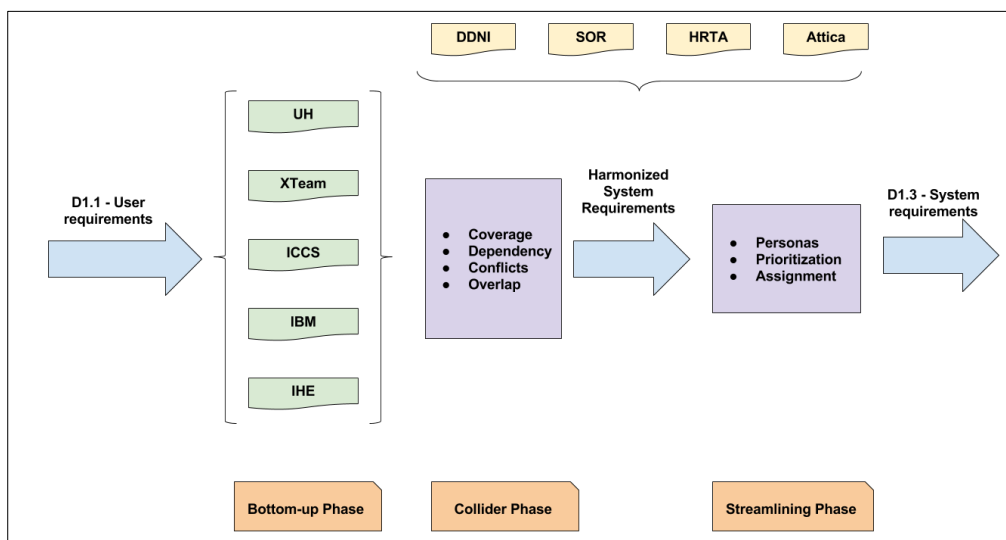 DDNI
SOR
HRTA
Attica
UH
XTeam
ICCS
IBM
IHE
D1.1 - User
requirements
● Coverage
● Dependency
● Conflicts
● Overlap
Harmonized
System
Requirements
● Personas
● Prioritization
● Assignment
D1.3 - System
requirements
Bottom-up Phase
Collider Phase
Streamlining Phase